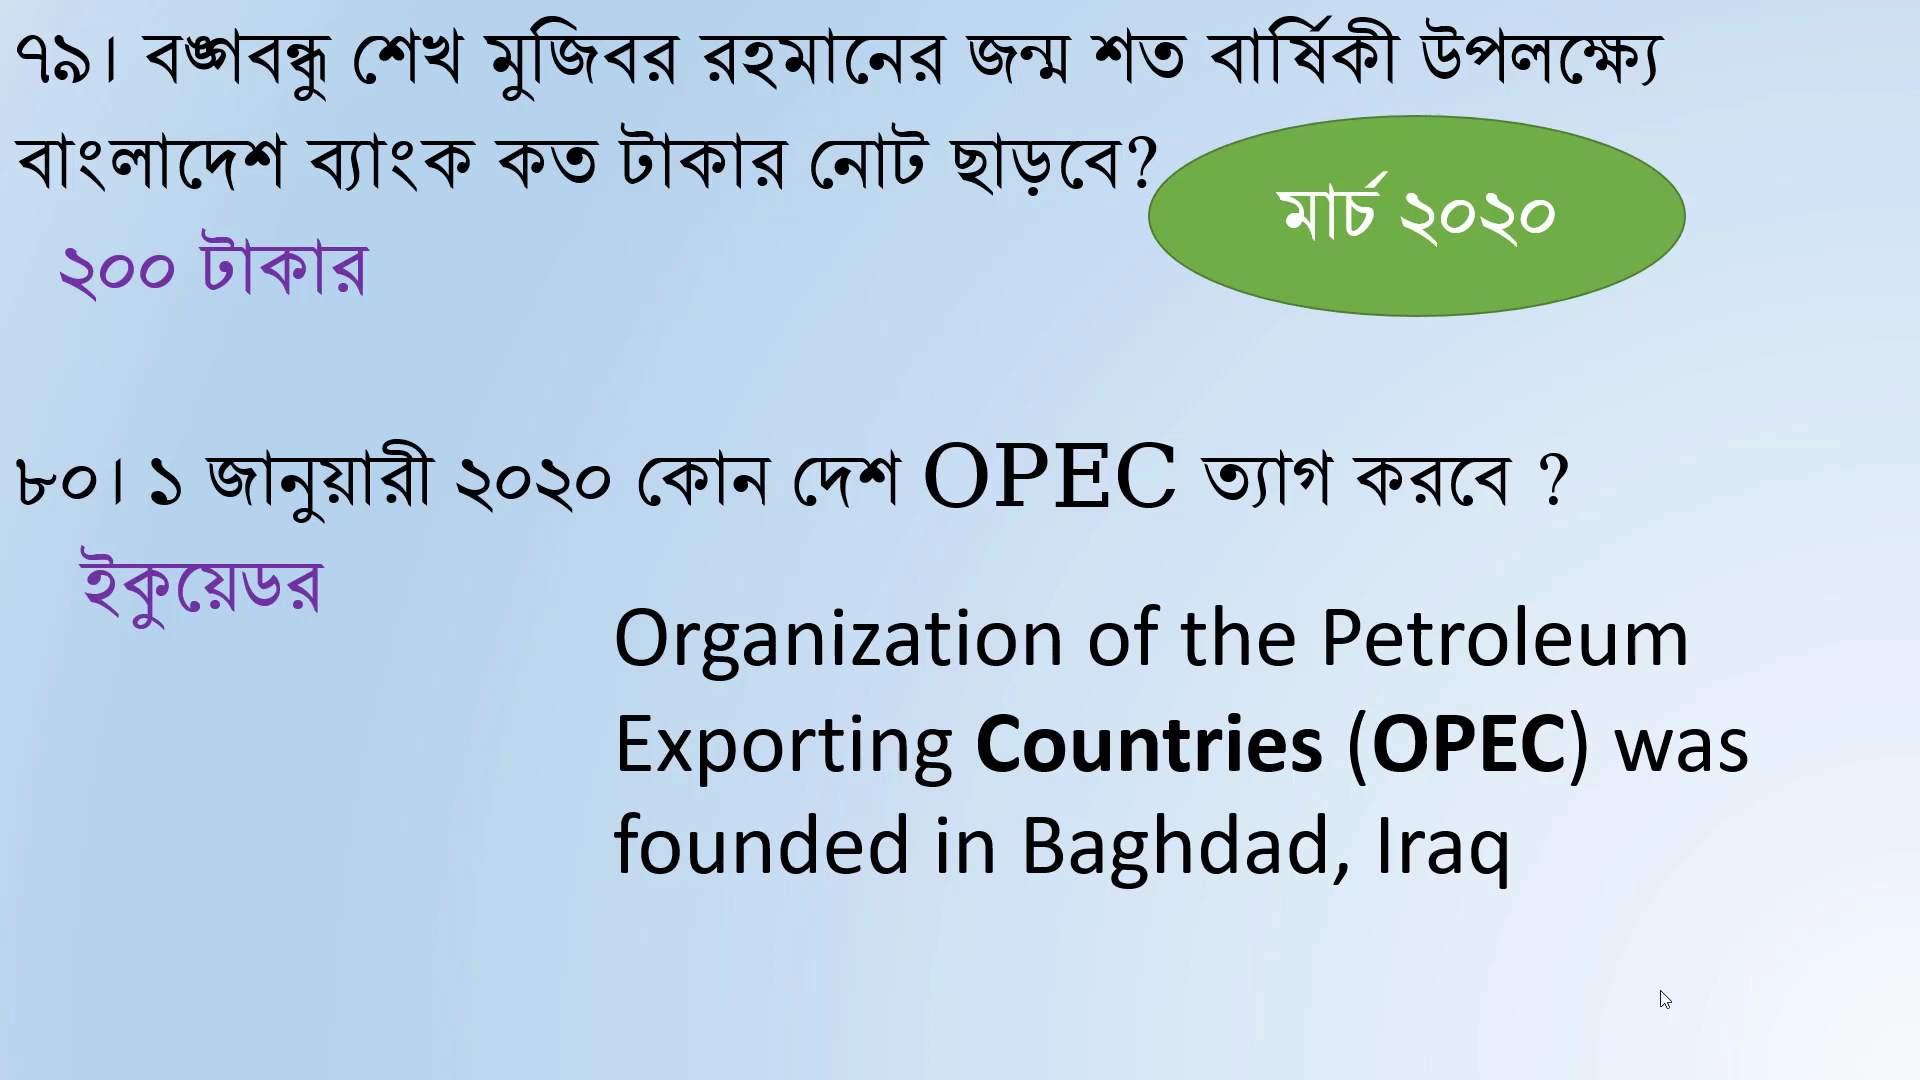 ৭৯। বঙ্গবন্ধু শেখ মুজিবর রহমানের জন্ম শত বার্ষিকী উপলক্ষ্যে
বাংলাদেশ ব্যাংক কত টাকার নোট ছাড়বে?
মার্চ ২০২০
২০০ টাকার
৮০। ১ জানুয়ারী ২০২০ কোন দেশ OPEC ত্যাগ করবে ?
ইকুয়েডর
Organization of the Petroleum
Exporting Countries (OPEC) was
founded in Baghdad, Iraq